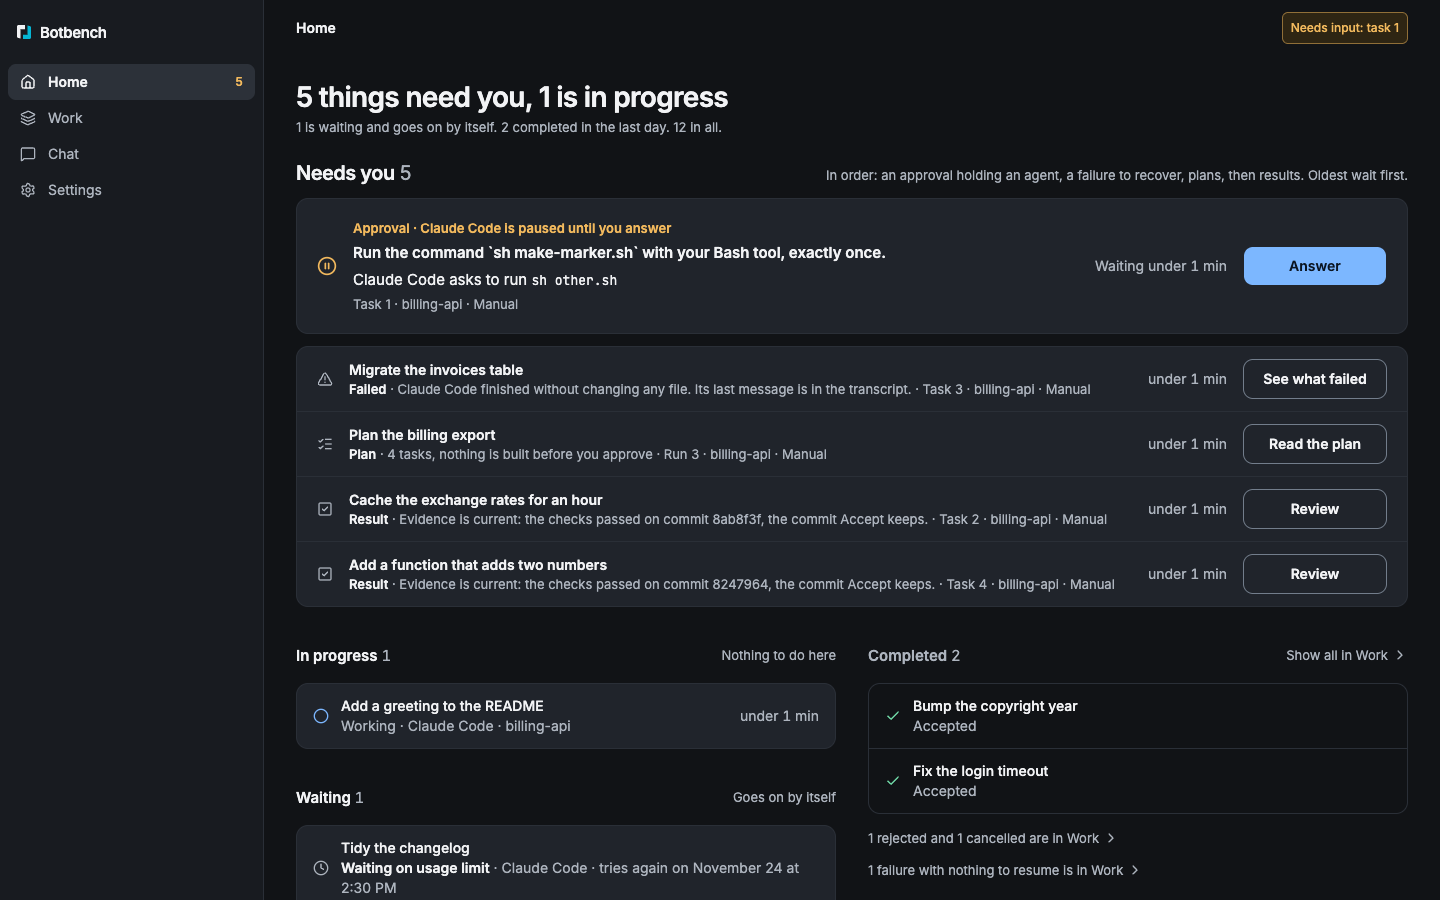 Botbench
Home
5
Work
Chat
Settings
Home
Needs input: task 1
5 things need you, 1 is in progress
1 is waiting and goes on by itself. 2 completed in the last day. 12 in all.
Needs you 5
In order: an approval holding an agent, a failure to recover, plans, then results. Oldest wait first.
Approval · Claude Code is paused until you answer
Run the command `sh make-marker.sh` with your Bash tool, exactly once.
Claude Code asks to run sh other.sh
Task 1 · billing-api · Manual
Waiting under 1 min
Answer
Migrate the invoices table
Failed · Claude Code finished without changing any file. Its last message is in the transcript. · Task 3 · billing-api · Manual
under 1 min
See what failed
Plan the billing export
Plan · 4 tasks, nothing is built before you approve · Run 3 · billing-api · Manual
under 1 min
Read the plan
Cache the exchange rates for an hour
Result · Evidence is current: the checks passed on commit 8ab8f3f, the commit Accept keeps. · Task 2 · billing-api · Manual
under 1 min
Review
Add a function that adds two numbers
Result · Evidence is current: the checks passed on commit 8247964, the commit Accept keeps. · Task 4 · billing-api · Manual
under 1 min
Review
In progress 1
Nothing to do here
Add a greeting to the README
Working · Claude Code · billing-api
under 1 min
Waiting 1
Goes on by itself
Tidy the changelog
Waiting on usage limit · Claude Code · tries again on November 24 at
2:30 PM
Completed 2
Show all in Work
Bump the copyright year
Accepted
Fix the login timeout
Accepted
1 rejected and 1 cancelled are in Work
1 failure with nothing to resume is in Work